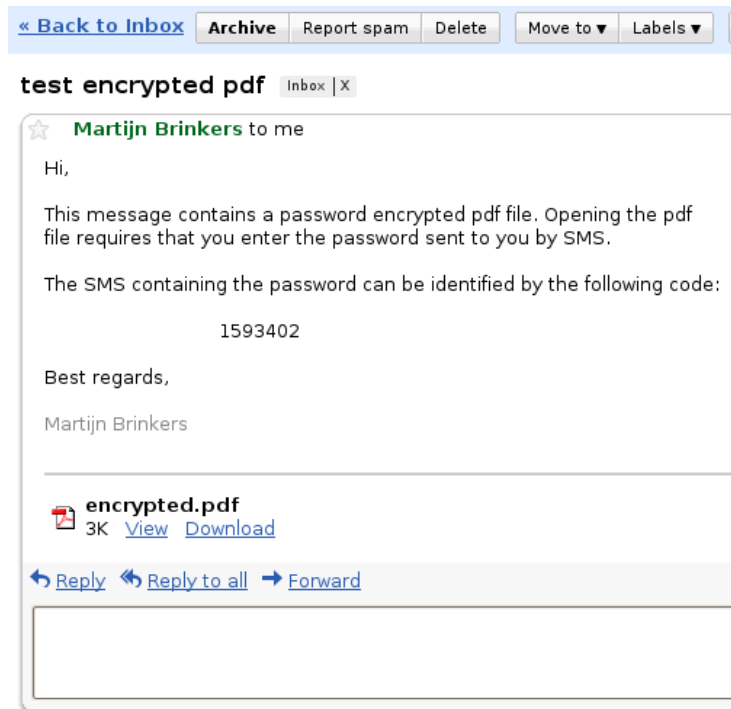 « Back to Inbox Archive Report spam Delete Move to ▼ Labels ▼
test encrypted pdf Inbox | X
Martijn Brinkers to me
Hi,
This message contains a password encrypted pdf file. Opening the pdf
file requires that you enter the password sent to you by SMS.
The SMS containing the password can be identified by the following code:
1593402
Best regards,
Martijn Brinkers
encrypted.pdf
3K View Download
Reply Reply to all Forward